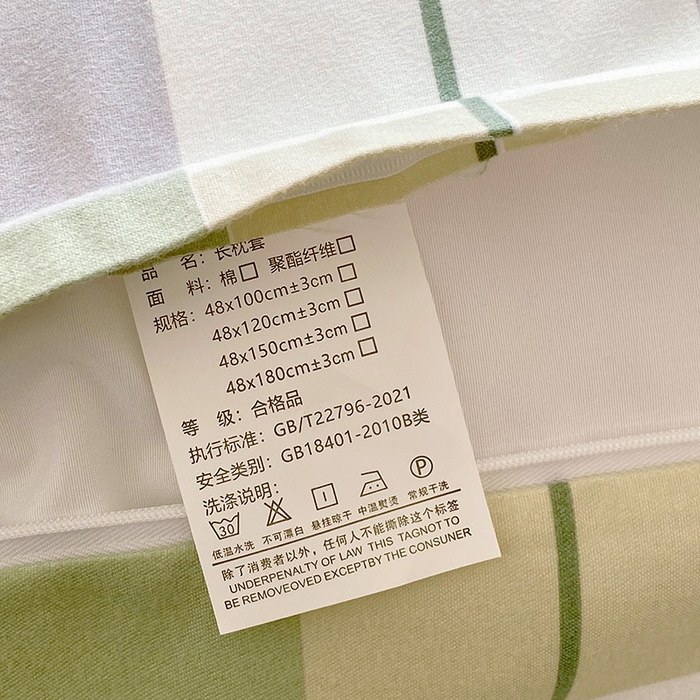 品 名：长枕套
面 料：棉□ 聚酯纤维□
规格：48x100cm±3cm□
48x120cm±3cm□
48x150cm±3cm□
48x180cm±3cm□
等 级：合格品
执行标准：GB/T22796-2021
安全类别：GB18401-2010B类
洗涤说明：
30 P
低温水洗 不可漂白 悬挂晾干 中温熨烫 常规干洗
除了消费者以外，任何人不能撕除这个标签
UNDERPENALTY OF LAW THIS TAGNOT TO
BE REMOVEOVED EXCEPTBY THE CONSUNER